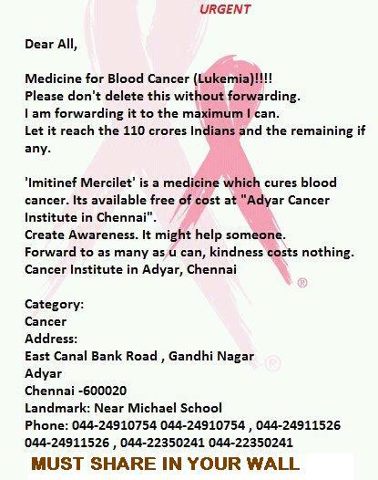 URGENT
Dear All,
Medicine for Blood Cancer (Lukemia)!!!!
Please don't delete this without forwarding.
I am forwarding it to the maximum I can.
Let it reach the 110 crores Indians and the remaining if
any.
'Imitinef Mercilet' is a medicine which cures blood
cancer. Its available free of cost at "Adyar Cancer
Institute in Chennai".
Create Awareness. It might help someone.
Forward to as many as u can, kindness costs nothing.
Cancer Institute in Adyar, Chennai
Category:
Cancer
Address:
East Canal Bank Road , Gandhi Nagar
Adyar
Chennai -600020
Landmark: Near Michael School
Phone: 044-24910754 044-24910754 , 044-24911526
044-24911526 , 044-22350241 044-22350241
MUST SHARE IN YOUR WALL